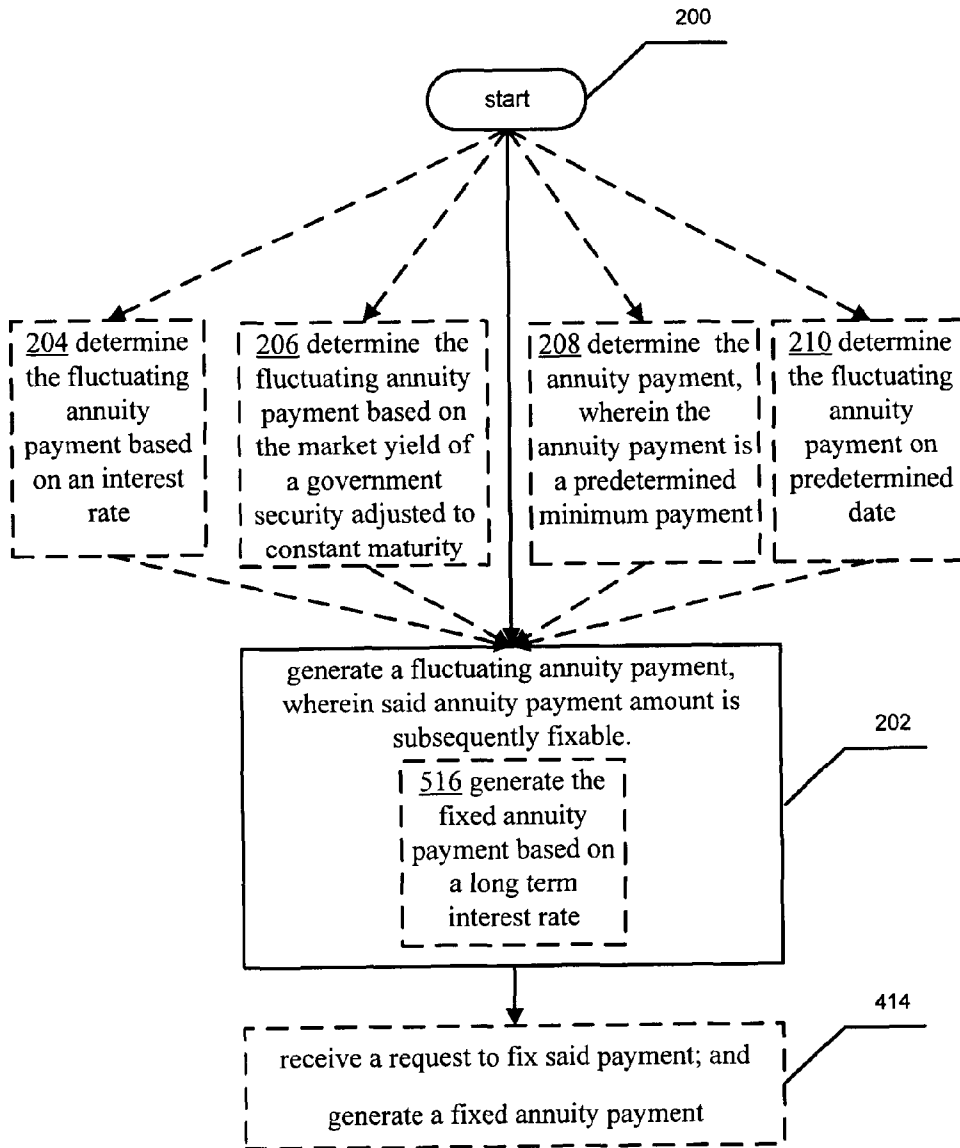 200
start
204 determine
the fluctuating
annuity
payment based
on an interest
rate
206 determine the
fluctuating annuity
payment based on
the market yield of
a government
security adjusted to
constant maturity
208 determine the
annuity payment,
wherein the
annuity payment is
a predetermined
minimum payment
210 determine
the fluctuating
annuity
payment on
predetermined
date
generate a fluctuating annuity payment,
wherein said annuity payment amount is
subsequently fixable.
202
516 generate the
fixed annuity
payment based on
a long term
interest rate
414
receive a request to fix said payment; and
generate a fixed annuity payment